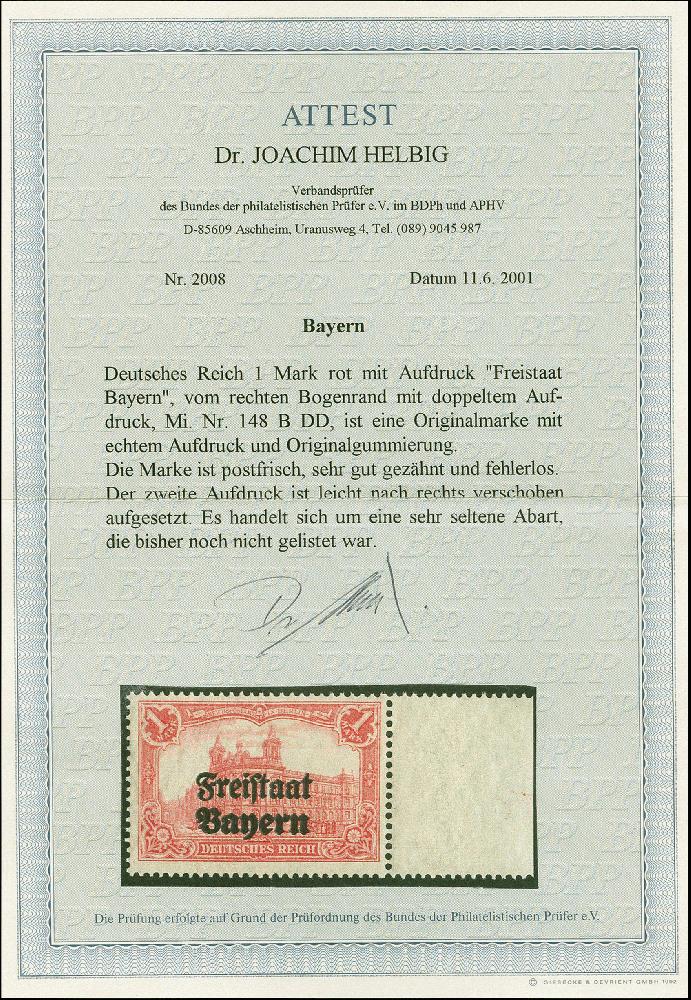 ATTEST
Dr. JOACHIM HELBIG
Verbandsprüfer
des Bundes der philatelistischen Prüfer e.V. im BDPh und APHV
D-85609 Aschheim, Uranusweg 4, Tel. (089) 9045 987
Nr. 2008 Datum 11.6. 2001
Bayern
Deutsches Reich 1 Mark rot mit Aufdruck "Freistaat
Bayern", vom rechten Bogenrand mit doppeltem Auf-
druck, Mi. Nr. 148 B DD, ist eine Originalmarke mit
echtem Aufdruck und Originalgummierung.
Die Marke ist postfrisch, sehr gut gezähnt und fehlerlos.
Der zweite Aufdruck ist leicht nach rechts verschoben
aufgesetzt. Es handelt sich um eine sehr seltene Abart,
die bisher noch nicht gelistet war.
Freistaat
Bayern
DEUTSCHES REICH
Die Prüfung erfolgte auf Grund der Prüfordnung des Bundes der Philatelistischen Prüfer e.V.
© GIESECKE & DEVRIENT GMBH 1992